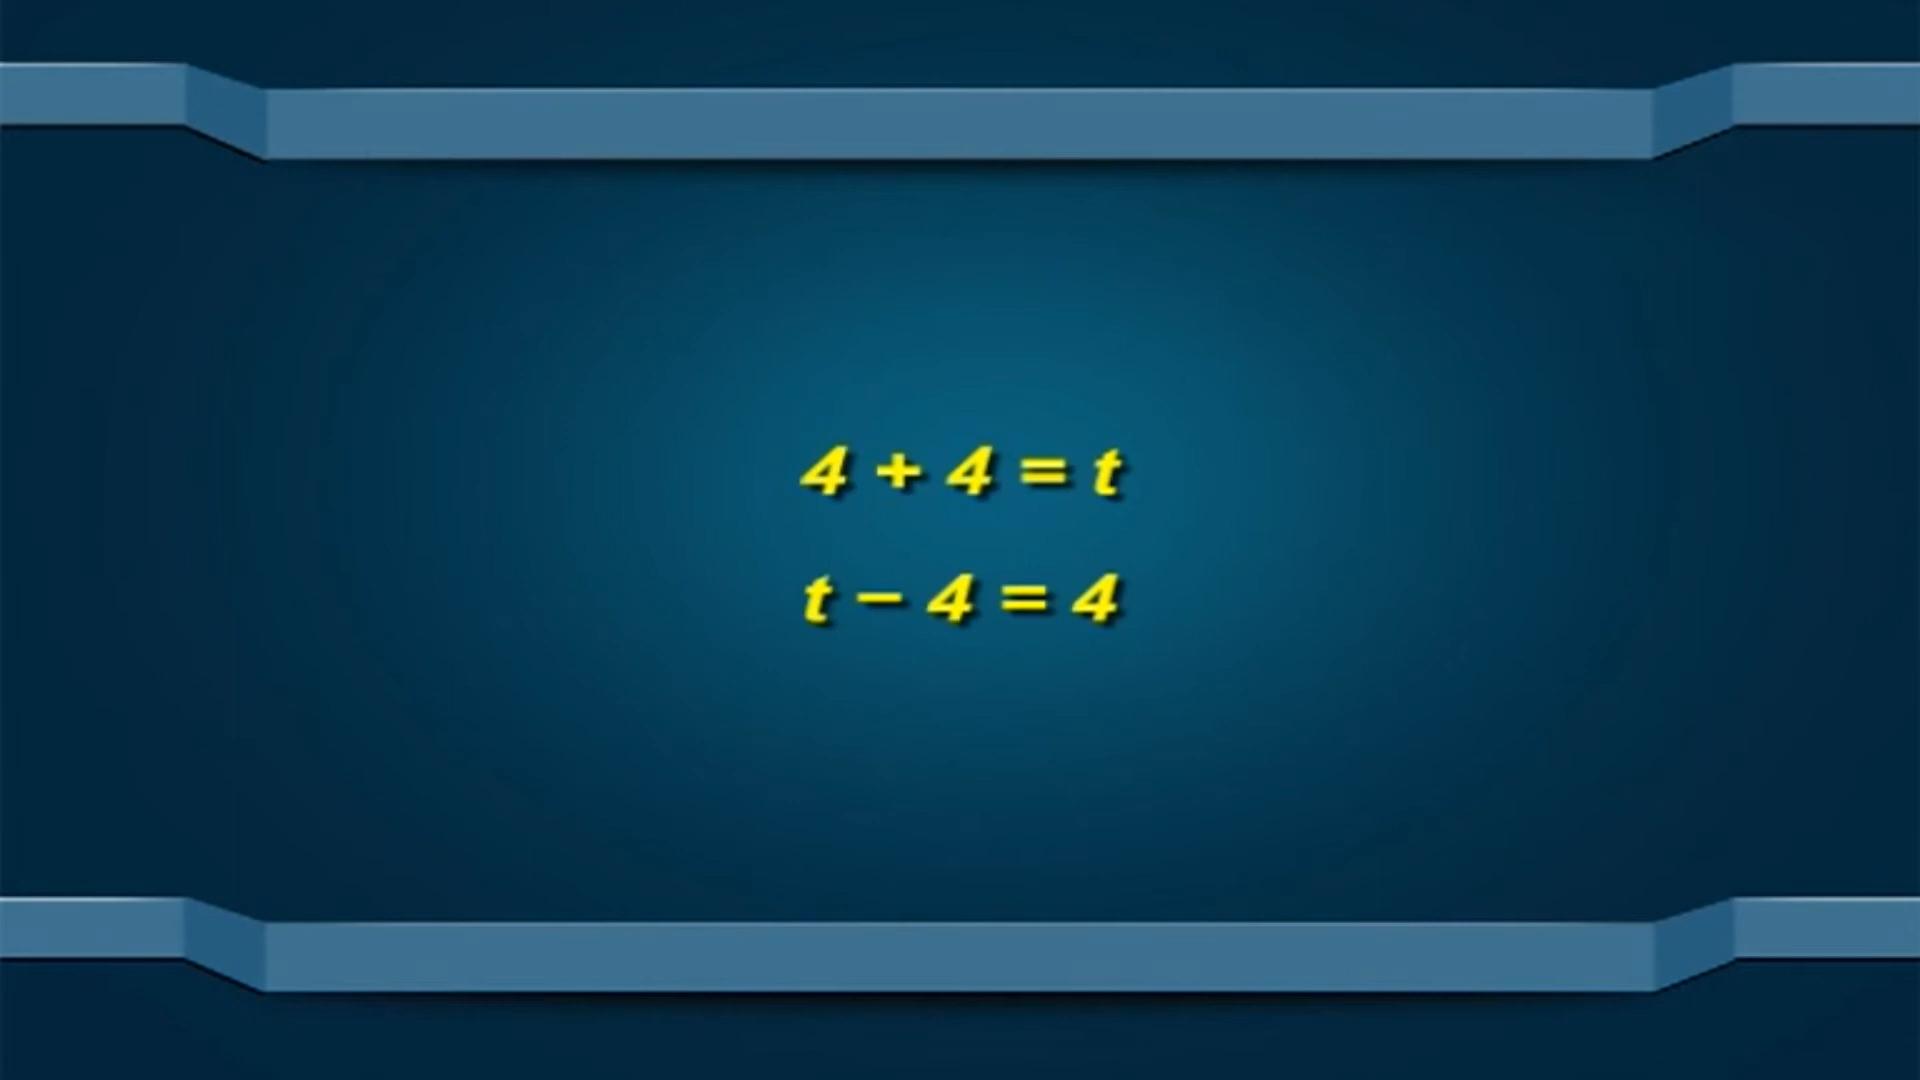 4 + 4 = t
t − 4 = 4